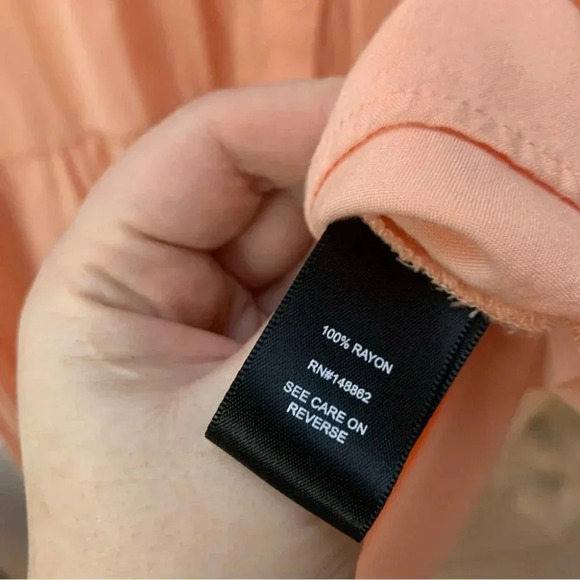 100% RAYON
RN#148862
SEE CARE ON
REVERSE